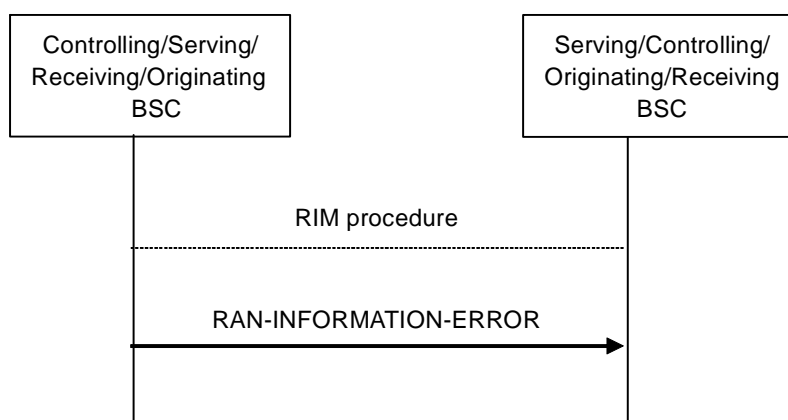 Controlling/Serving/
Receiving/Originating
BSC
Serving/Controlling/
Originating/Receiving
BSC
RIM procedure
RAN-INFORMATION-ERROR